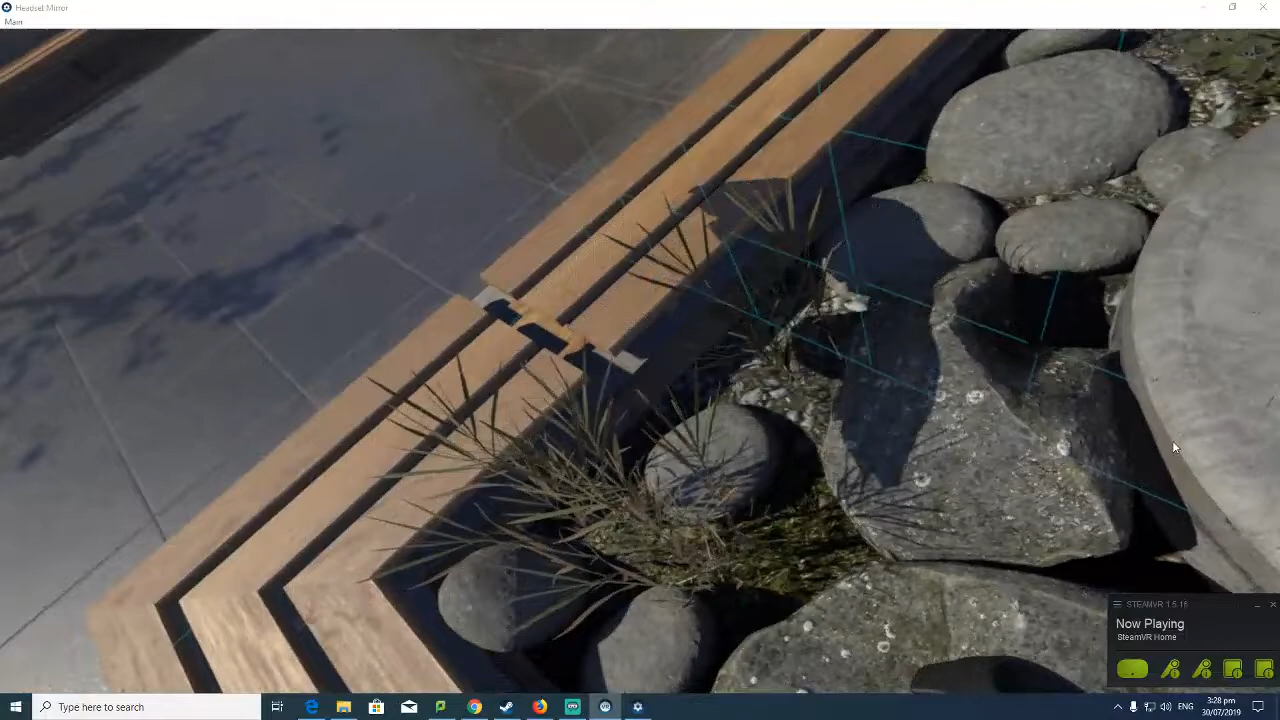 Headset Mirror
Main
STEAMVR 1.5.16
Now Playing
SteamVR Home
Type here to search
ENG
3:28 pm
30/07/2019